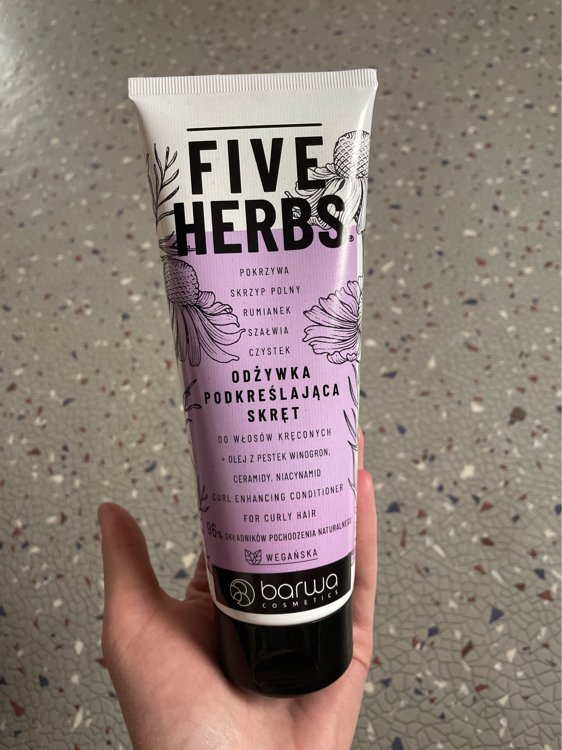 FIVE
HERBS®
POKRZYWA
SKRZYP POLNY
RUMIANEK
SZAŁWIA
CZYSTEK
ODŻYWKA
PODKREŚLAJĄCA
SKRĘT
DO WŁOSÓW KRĘCONYCH
+ OLEJ Z PESTEK WINOGRON,
CERAMIDY, NIACYNAMID
CURL ENHANCING CONDITIONER
FOR CURLY HAIR
96% SKŁADNIKÓW POCHODZENIA NATURALNEGO
WEGAŃSKA
barwa
COSMETICS